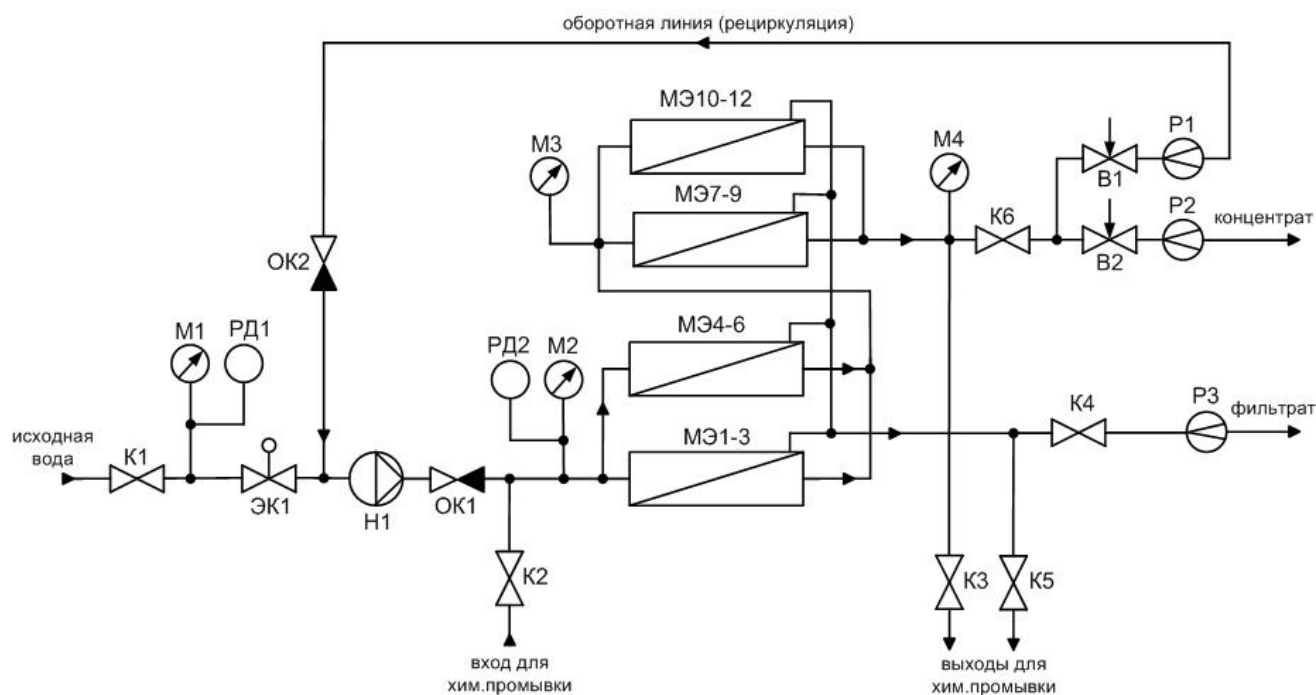 оборотная линия (рециркуляция)
МЭ10-12
М3
М4
Р1
В1
МЭ7-9
К6
Р2
концентрат
В2
ОК2
М1
РД1
РД2
М2
МЭ4-6
исходная
вода
К1
ЭК1
Н1
ОК1
МЭ1-3
К4
Р3
фильтрат
К2
К3
К5
вход для
хим.промывки
выходы для
хим.промывки